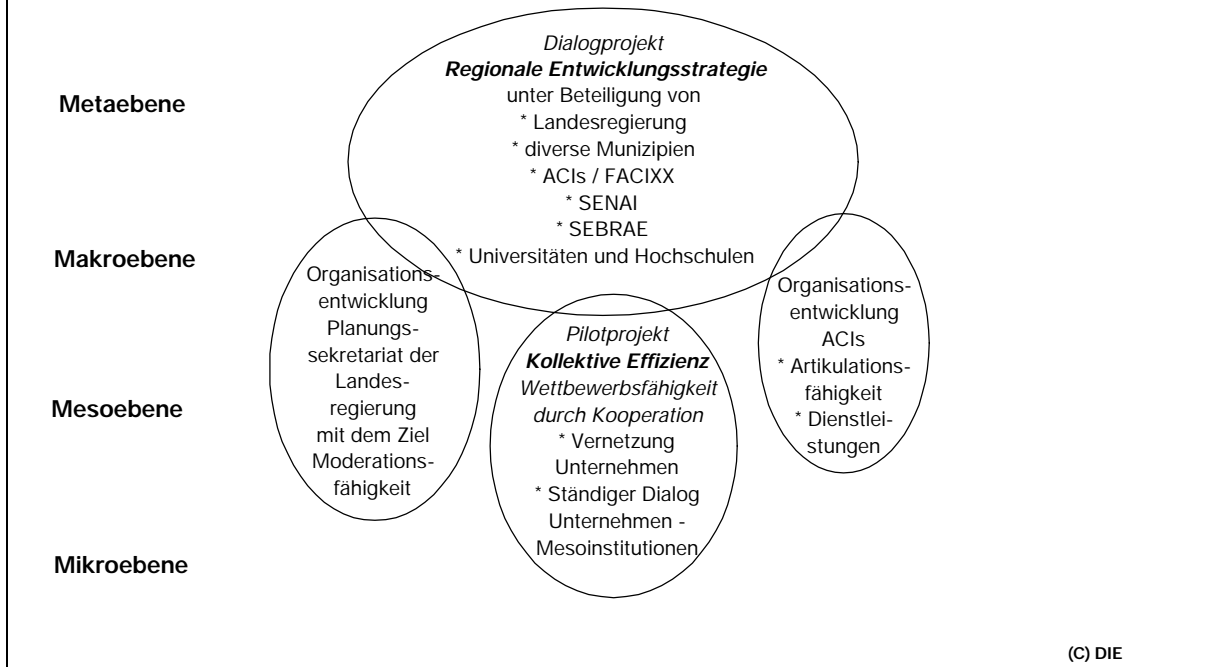 Metaebene
Dialogprojekt
Regionale Entwicklungsstrategie
unter Beteiligung von
* Landesregierung
* diverse Munizipien
* ACIs / FACIXX
* SENAI
* SEBRAE
* Universitäten und Hochschulen
Makroebene
Organisations-
entwicklung
Planungs-
sekretariat der
Landes-
regierung
mit dem Ziel
Moderations-
fähigkeit
Pilotprojekt
Kollektive Effizienz
Wettbewerbsfähigkeit
durch Kooperation
* Vernetzung
Unternehmen
* Ständiger Dialog
Unternehmen -
Mesoinstitutionen
Organisations-
entwicklung
ACIs
* Artikulations-
fähigkeit
* Dienstlei-
stungen
Mesoebene
Mikroebene
(C) DIE